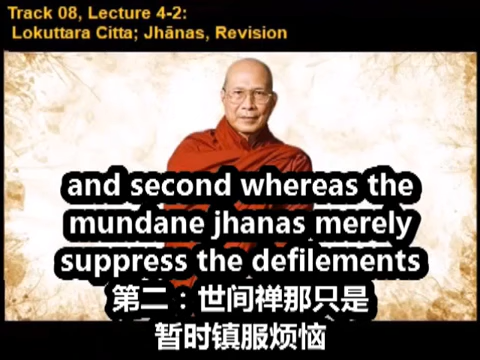 Track 08, Lecture 4-2:
Lokuttara Citta; Jhānas, Revision
and second whereas the
mundane jhanas merely
suppress the defilements
第二：世间禅那只是
暂时镇服烦恼